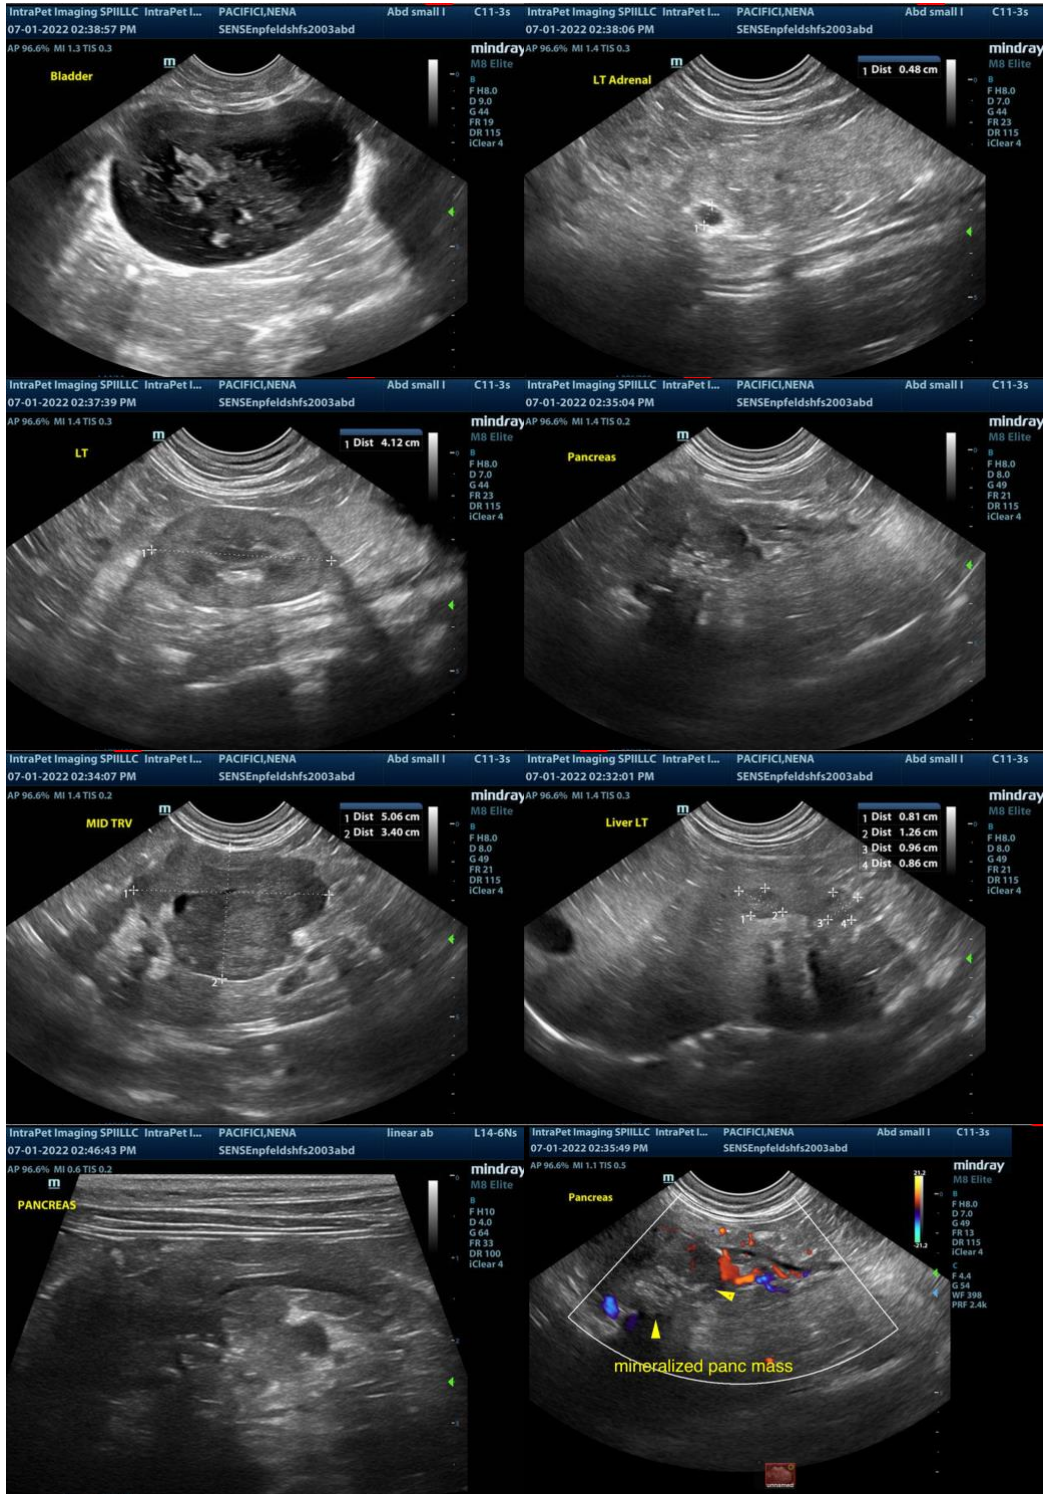 IntraPet Imaging SPIILLC IntraPet I... PACIFICI,NENA Abd small I C11-3s
07-01-2022 02:38:57 PM SENSEnpfeldshfs2003abd
AP 96.6% MI 1.3 TIS 0.3
mindray
M8 Elite
m
Bladder
B
F H8.0
D 9.0
G 44
FR 19
DR 115
iClear 4
IntraPet Imaging SPIILLC IntraPet I... PACIFICI,NENA Abd small I C11-3s
07-01-2022 02:38:06 PM SENSEnpfeldshfs2003abd
AP 96.6% MI 1.4 TIS 0.3
mindray
M8 Elite
m
LT Adrenal
1 Dist 0.48 cm
B
F H8.0
D 7.0
G 44
FR 23
DR 115
iClear 4
1
IntraPet Imaging SPIILLC IntraPet I... PACIFICI,NENA Abd small I C11-3s
07-01-2022 02:37:39 PM SENSEnpfeldshfs2003abd
AP 96.6% MI 1.4 TIS 0.3
mindray
M8 Elite
m
LT
1 Dist 4.12 cm
B
F H8.0
D 7.0
G 44
FR 23
DR 115
iClear 4
1
IntraPet Imaging SPIILLC IntraPet I... PACIFICI,NENA Abd small I C11-3s
07-01-2022 02:35:04 PM SENSEnpfeldshfs2003abd
AP 96.6% MI 1.4 TIS 0.2
mindray
M8 Elite
m
Pancreas
B
F H8.0
D 8.0
G 49
FR 21
DR 115
iClear 4
IntraPet Imaging SPIILLC IntraPet I... PACIFICI,NENA Abd small I C11-3s
07-01-2022 02:34:07 PM SENSEnpfeldshfs2003abd
AP 96.6% MI 1.4 TIS 0.2
mindray
M8 Elite
m
MID TRV
1 Dist 5.06 cm
2 Dist 3.40 cm
B
F H8.0
D 8.0
G 49
FR 21
DR 115
iClear 4
1
2
IntraPet Imaging SPIILLC IntraPet I... PACIFICI,NENA Abd small I C11-3s
07-01-2022 02:32:01 PM SENSEnpfeldshfs2003abd
AP 96.6% MI 1.4 TIS 0.3
mindray
M8 Elite
m
Liver LT
1 Dist 0.81 cm
2 Dist 1.26 cm
3 Dist 0.96 cm
4 Dist 0.86 cm
B
F H8.0
D 8.0
G 49
FR 21
DR 115
iClear 4
1 2 3 4
IntraPet Imaging SPIILLC IntraPet I... PACIFICI,NENA linear ab L14-6Ns
07-01-2022 02:46:43 PM SENSEnpfeldshfs2003abd
AP 96.6% MI 0.6 TIS 0.2
mindray
M8 Elite
m
PANCREAS
B
F H10
D 4.0
G 64
FR 33
DR 100
iClear 4
IntraPet Imaging SPIILLC IntraPet I... PACIFICI,NENA Abd small I C11-3s
07-01-2022 02:35:49 PM SENSEnpfeldshfs2003abd
AP 96.6% MI 1.1 TIS 0.5
mindray
M8 Elite
m
Pancreas
21.2
-21.2
B
F H8.0
D 7.0
G 49
FR 13
DR 115
iClear 4
C
F 4.4
G 54
WF 398
PRF 2.4k
mineralized panc mass
unnamed